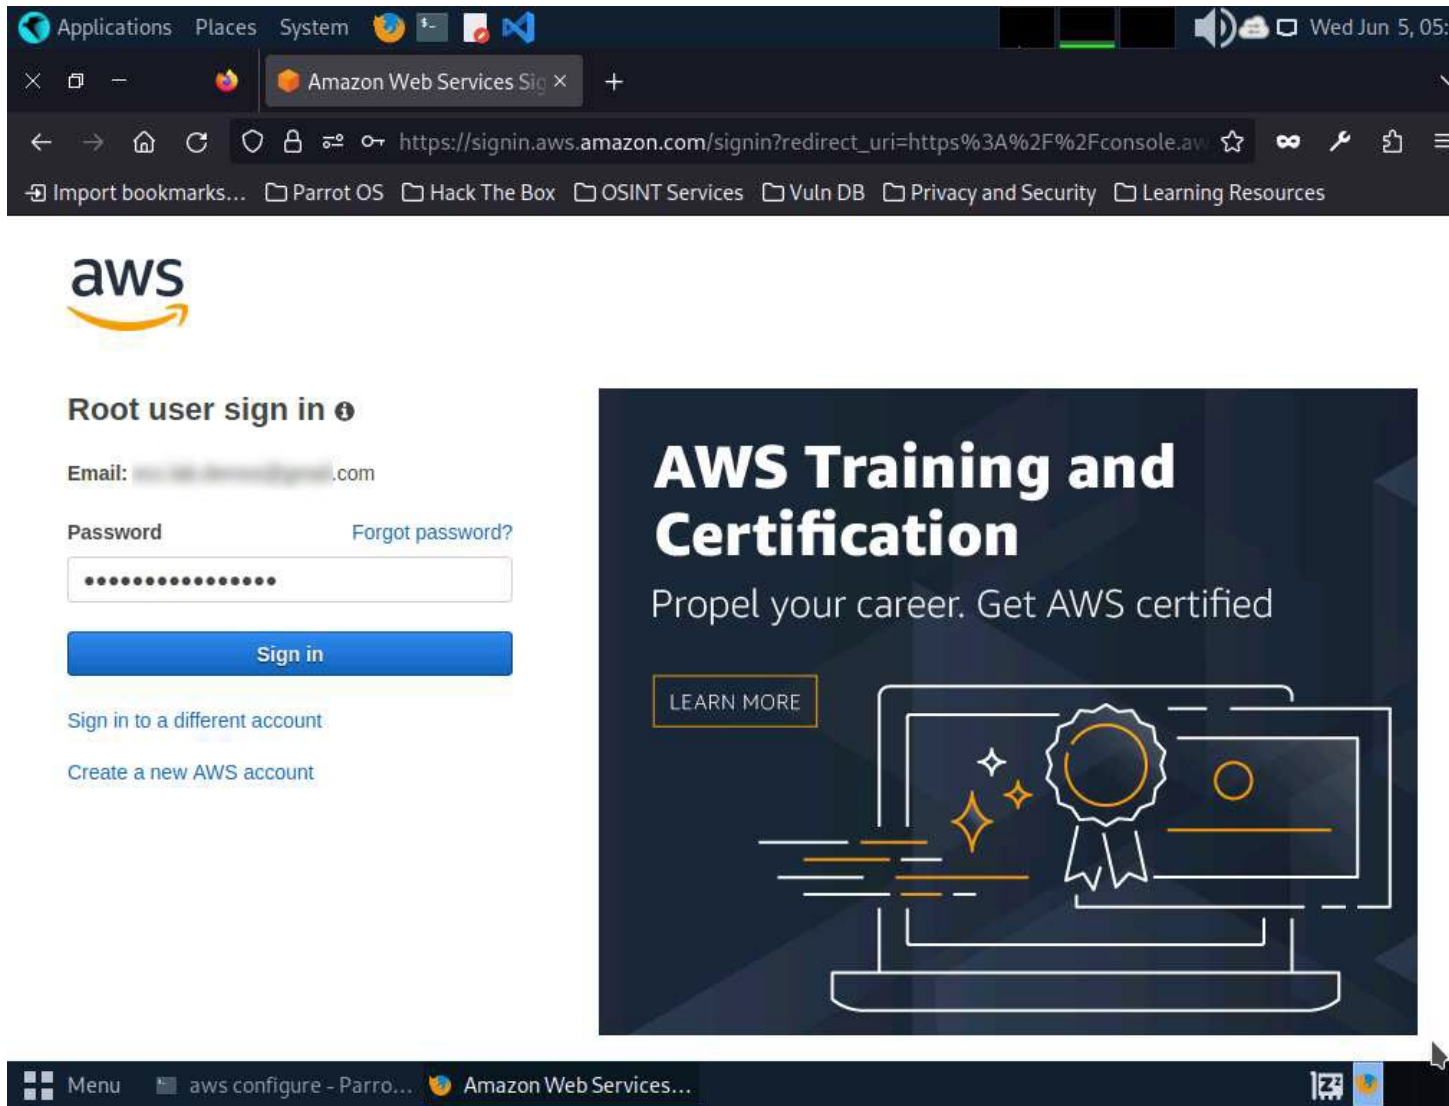 Applications Places System Wed Jun 5, 05:
Amazon Web Services Sig
https://signin.aws.amazon.com/signin?redirect_uri=https%3A%2F%2Fconsole.aw
Import bookmarks... Parrot OS Hack The Box OSINT Services Vuln DB Privacy and Security Learning Resources
aws
Root user sign in
Email: .com
Password Forgot password?
Sign in
Sign in to a different account
Create a new AWS account
AWS Training and
Certification
Propel your career. Get AWS certified
LEARN MORE
Menu aws configure - Parro... Amazon Web Services...